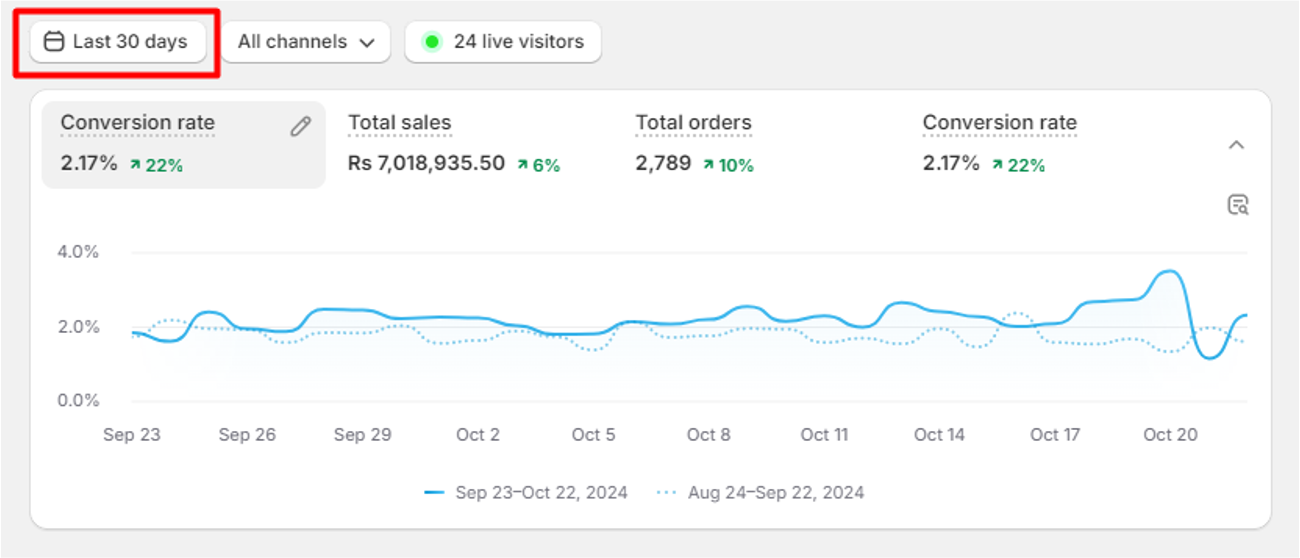 Last 30 days All channels 24 live visitors
Conversion rate Total sales Total orders Conversion rate
2.17% 22% Rs 7,018,935.50 6% 2,789 10% 2.17% 22%
4.0%
2.0%
0.0%
Sep 23 Sep 26 Sep 29 Oct 2 Oct 5 Oct 8 Oct 11 Oct 14 Oct 17 Oct 20
Sep 23–Oct 22, 2024 Aug 24–Sep 22, 2024